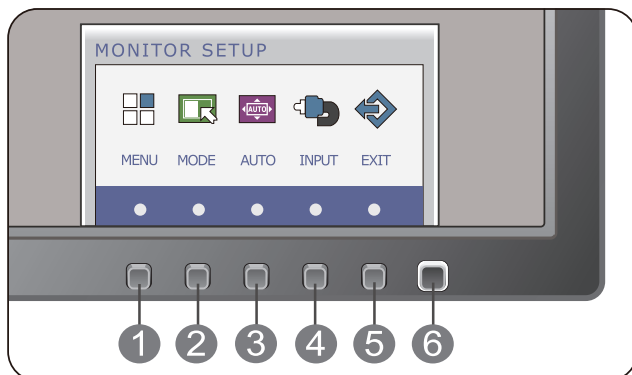 MONITOR SETUP
AUTO
MENU MODE AUTO INPUT EXIT
1 2 3 4 5 6